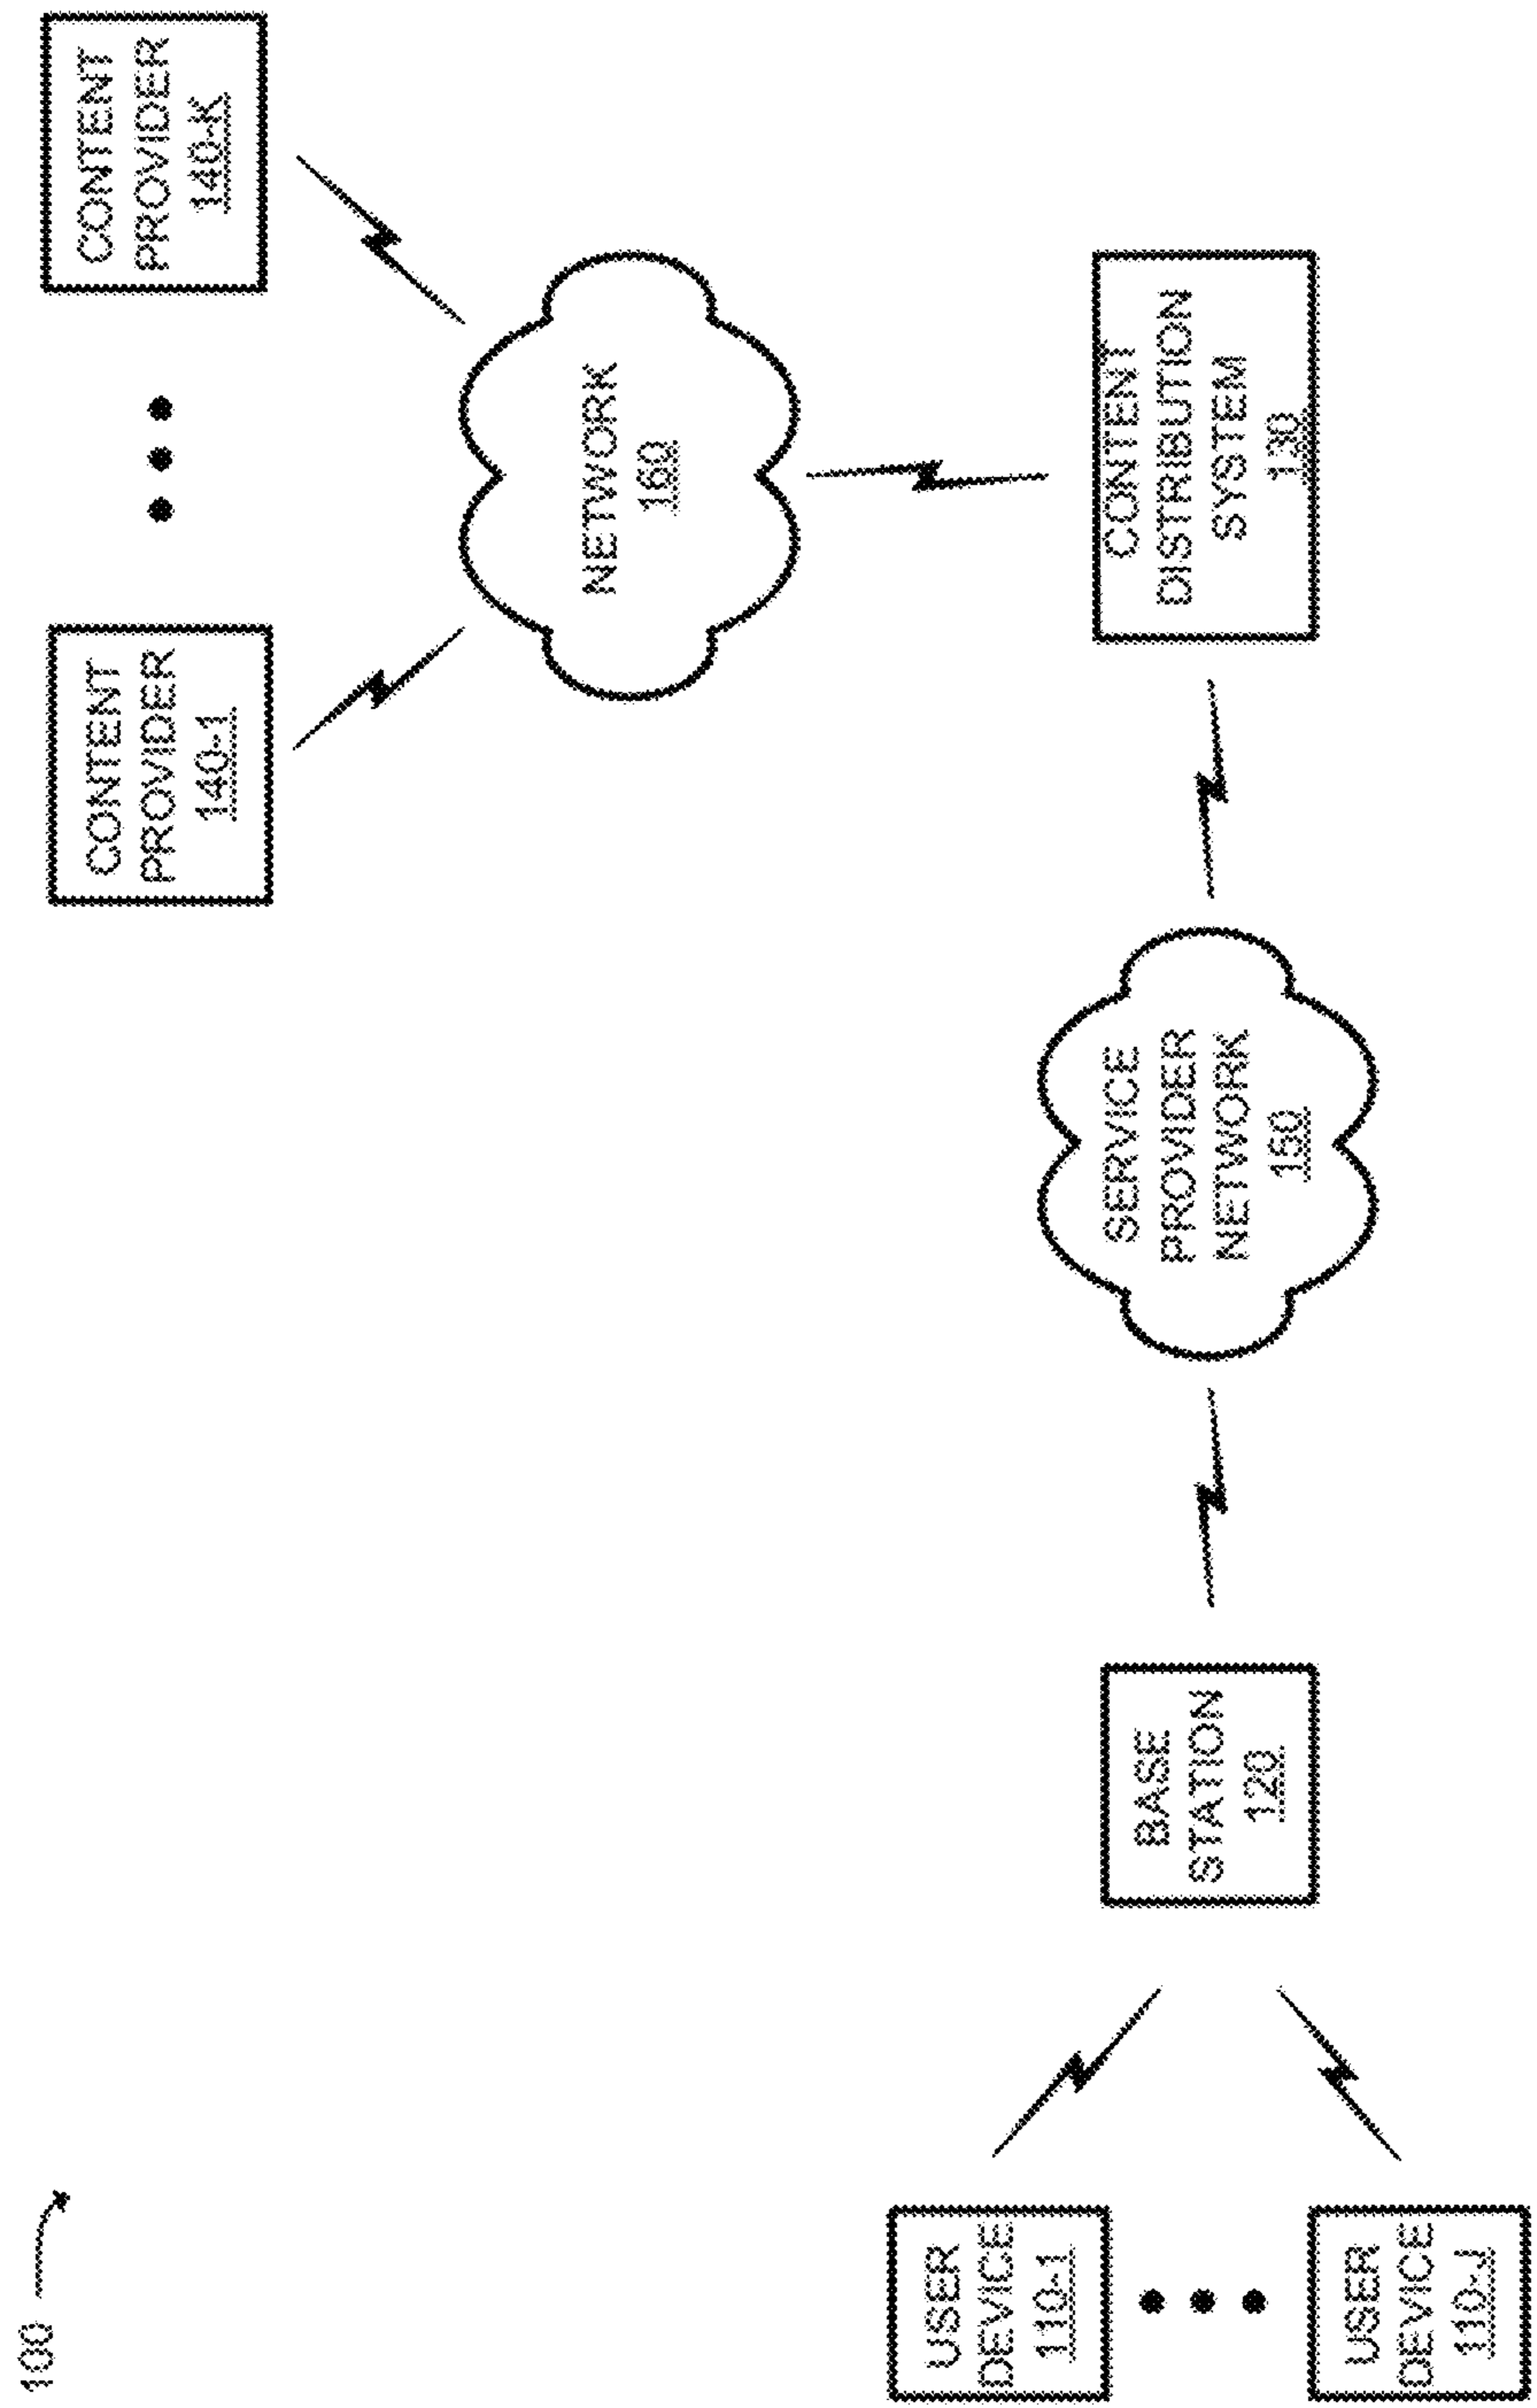 100
CONTENT
PROVIDER
140-1
CONTENT
PROVIDER
140-K
NETWORK
160
USER
DEVICE
110-1
USER
DEVICE
110-J
BASE
STATION
120
SERVICE
PROVIDER
NETWORK
150
CONTENT
DISTRIBUTION
SYSTEM
130